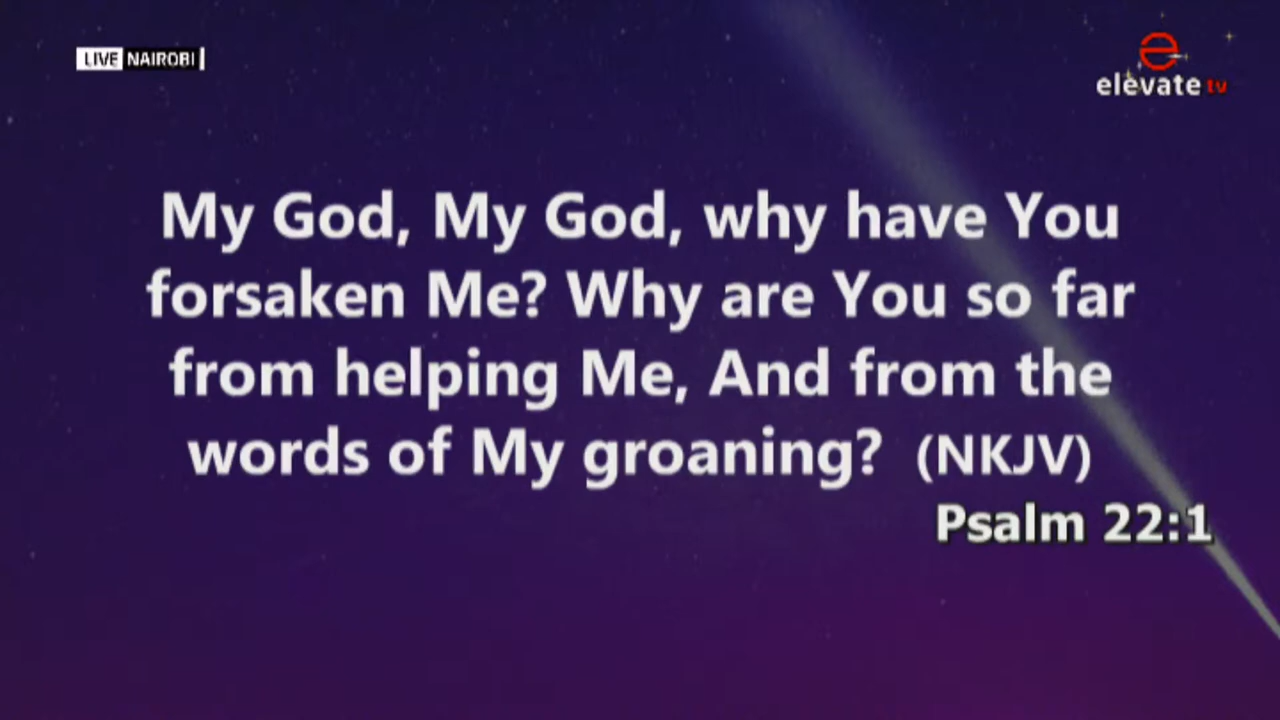 LIVE NAIROBI
elevate tv
My God, My God, why have You
forsaken Me? Why are You so far
from helping Me, And from the
words of My groaning? (NKJV)
Psalm 22:1